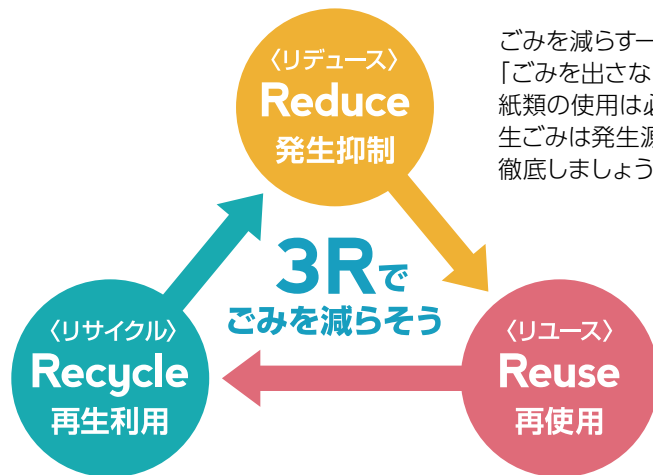 〈リデュース〉
Reduce
発生抑制
ごみを減らす
「ごみを出さな
紙類の使用は
生ごみは発生
徹底しましょう
3Rで
ごみを減らそう
〈リサイクル〉
Recycle
再生利用
〈リユース〉
Reuse
再使用